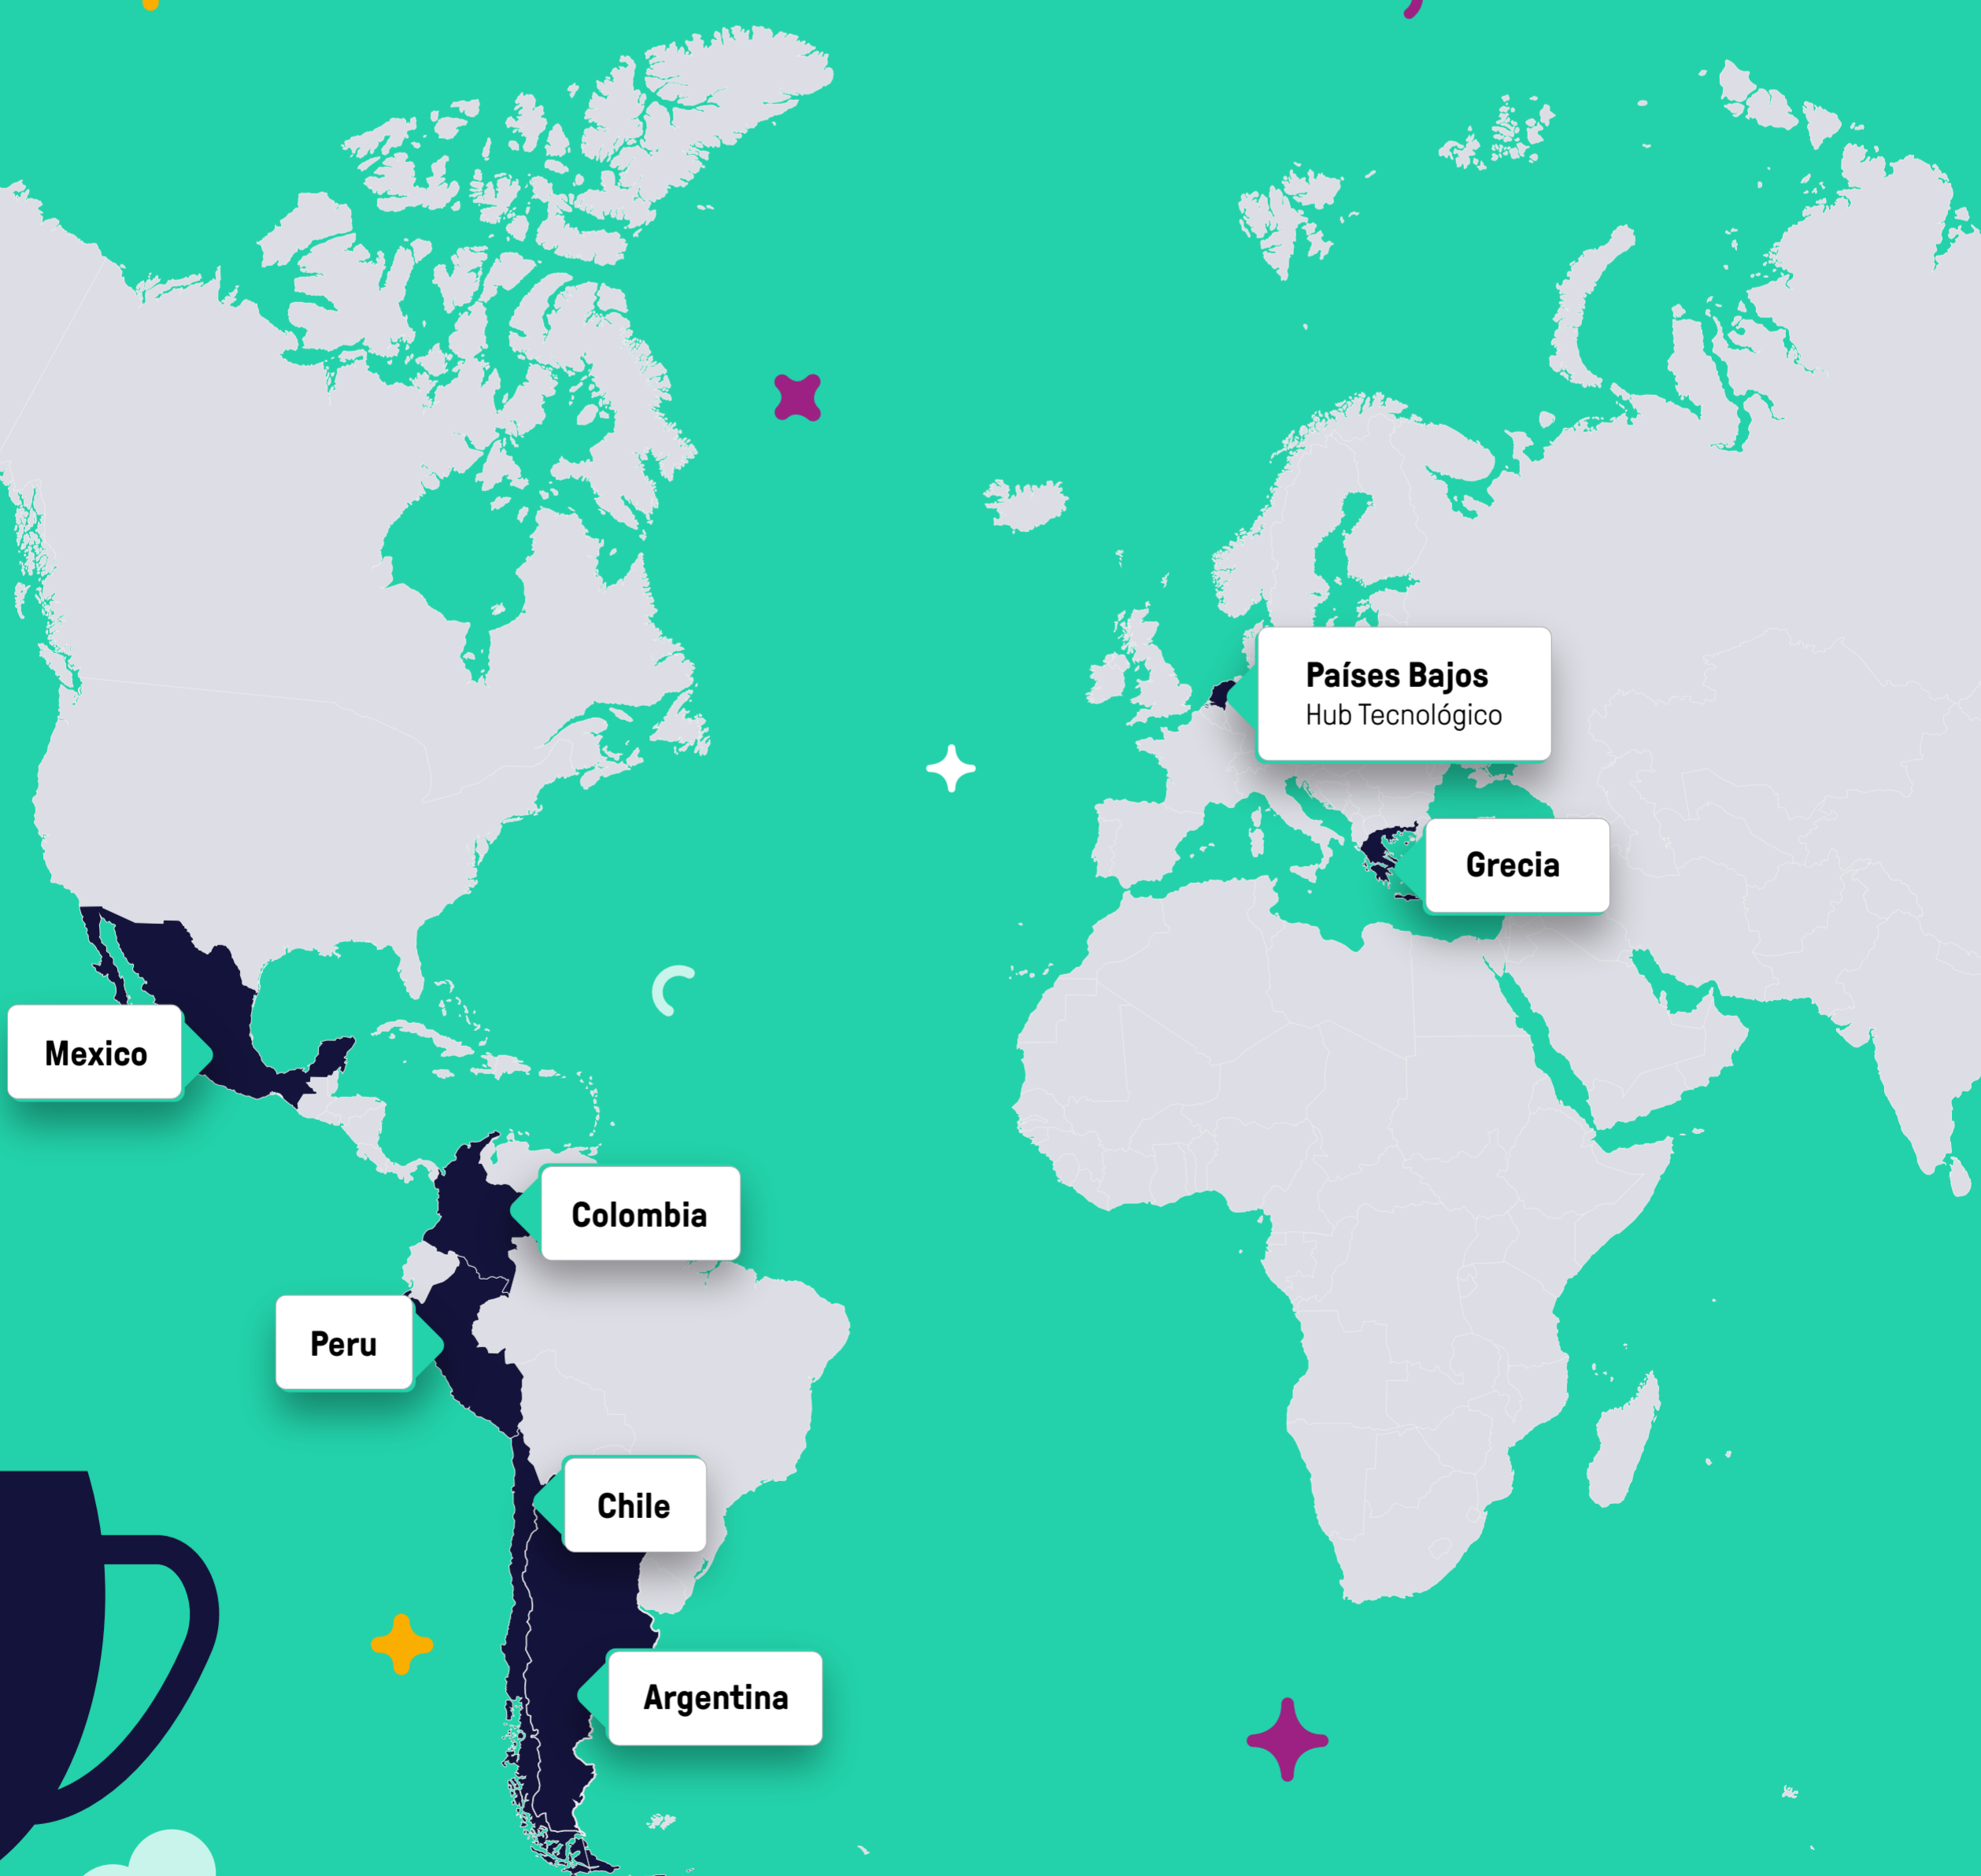 Países Bajos
Hub Tecnológico
Grecia
Mexico
Colombia
Peru
Chile
Argentina